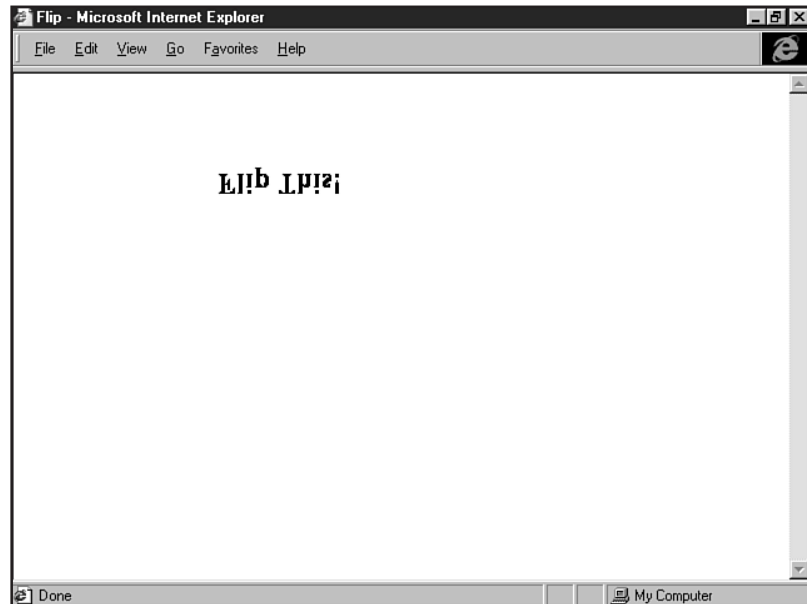 Flip - Microsoft Internet Explorer
File Edit View Go Favorites Help
Flip This!
Done
My Computer